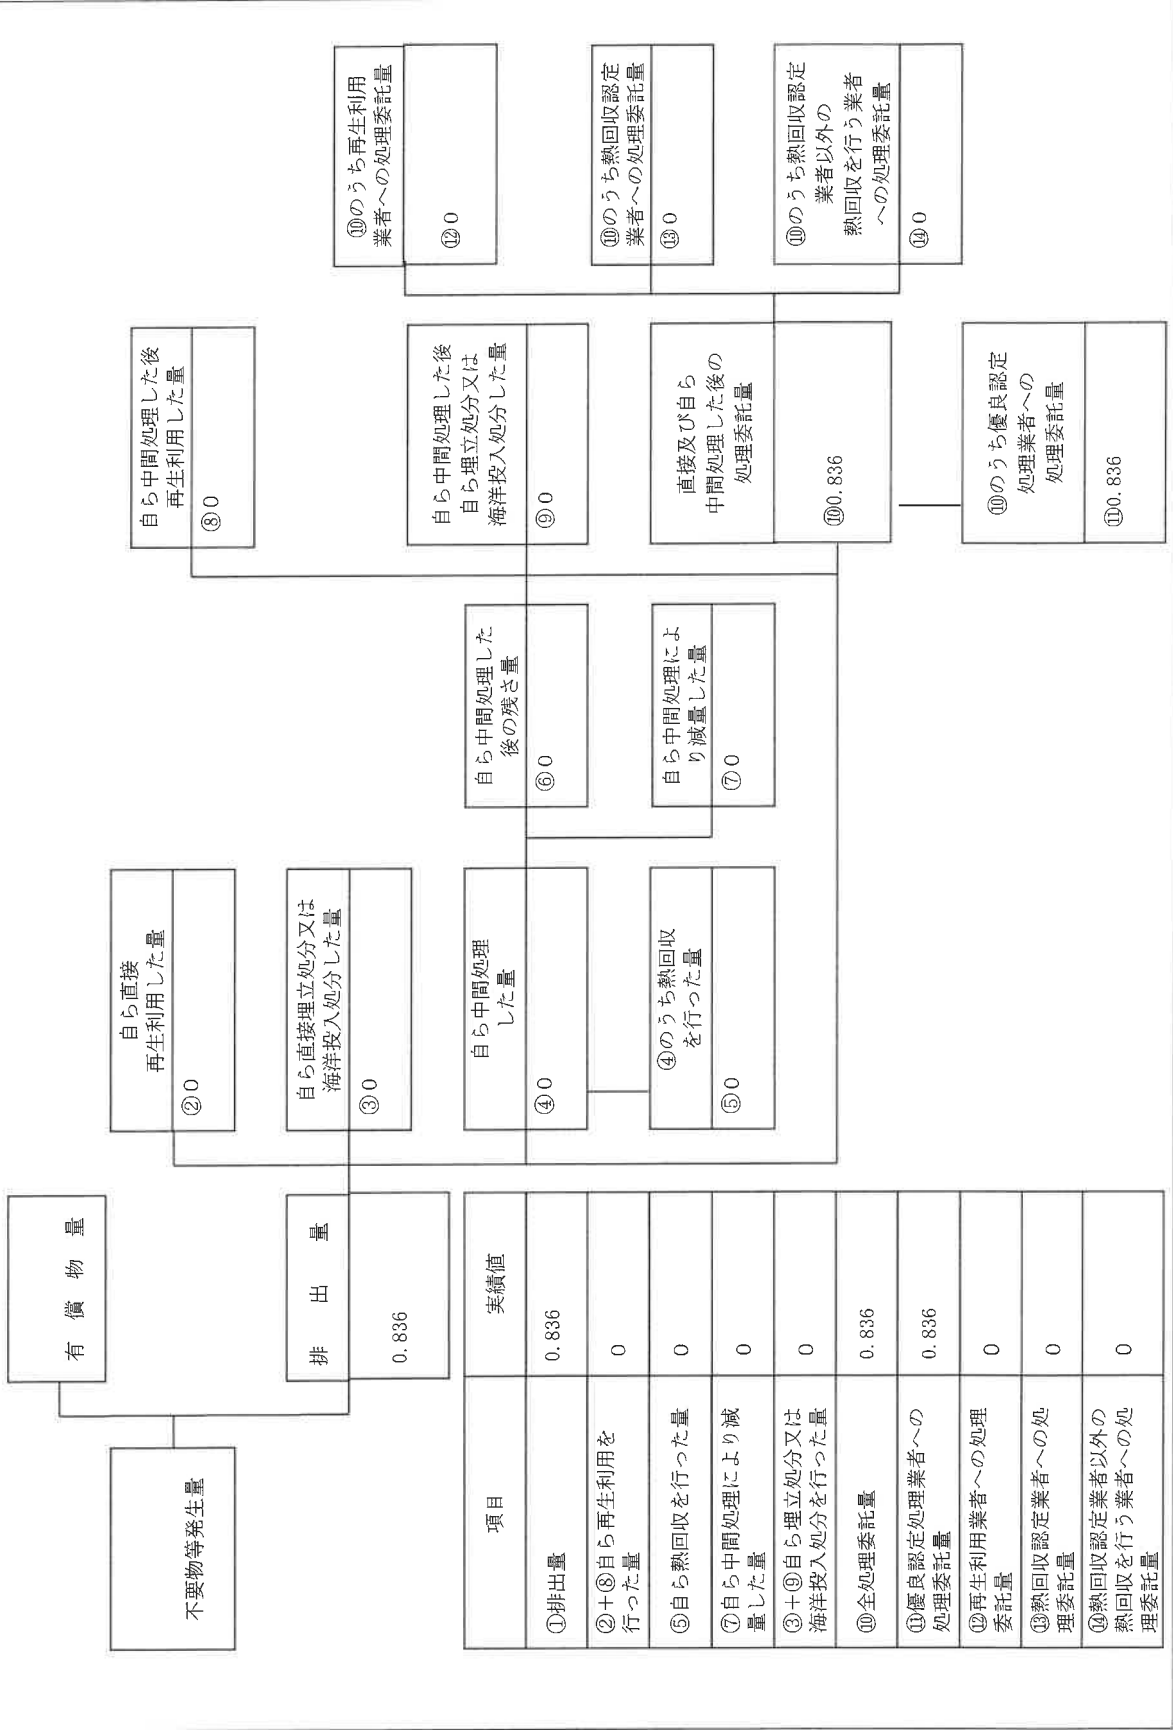 不要物等発生量
有償物量
排出量
0.836
自ら直接
再生利用した量
②0
自ら直接埋立処分又は
海洋投入処分した量
③0
自ら中間処理
した量
④0
④のうち熱回収
を行った量
⑤0
自ら中間処理した
後の残さ量
⑥0
自ら中間処理によ
り減量した量
⑦0
自ら中間処理した後
再生利用した量
⑧0
自ら中間処理した後
自ら埋立処分又は
海洋投入処分した量
⑨0
直接及び自ら
中間処理した後の
処理委託量
⑩0.836
⑩のうち優良認定
処理業者への
処理委託量
⑪0.836
⑩のうち再生利用
業者への処理委託量
⑫0
⑩のうち熱回収認定
業者への処理委託量
⑬0
⑩のうち熱回収認定
業者以外の
熱回収を行う業者
への処理委託量
⑭0
項目 実績値
①排出量 0.836
②+⑧自ら再生利用を
行った量 0
⑤自ら熱回収を行った量 0
⑦自ら中間処理により減
量した量 0
③+⑨自ら埋立処分又は
海洋投入処分を行った量 0
⑩全処理委託量 0.836
⑪優良認定処理業者への
処理委託量 0.836
⑫再生利用業者への処理
委託量 0
⑬熱回収認定業者への処
理委託量 0
⑭熱回収認定業者以外の
熱回収を行う業者への処
理委託量 0